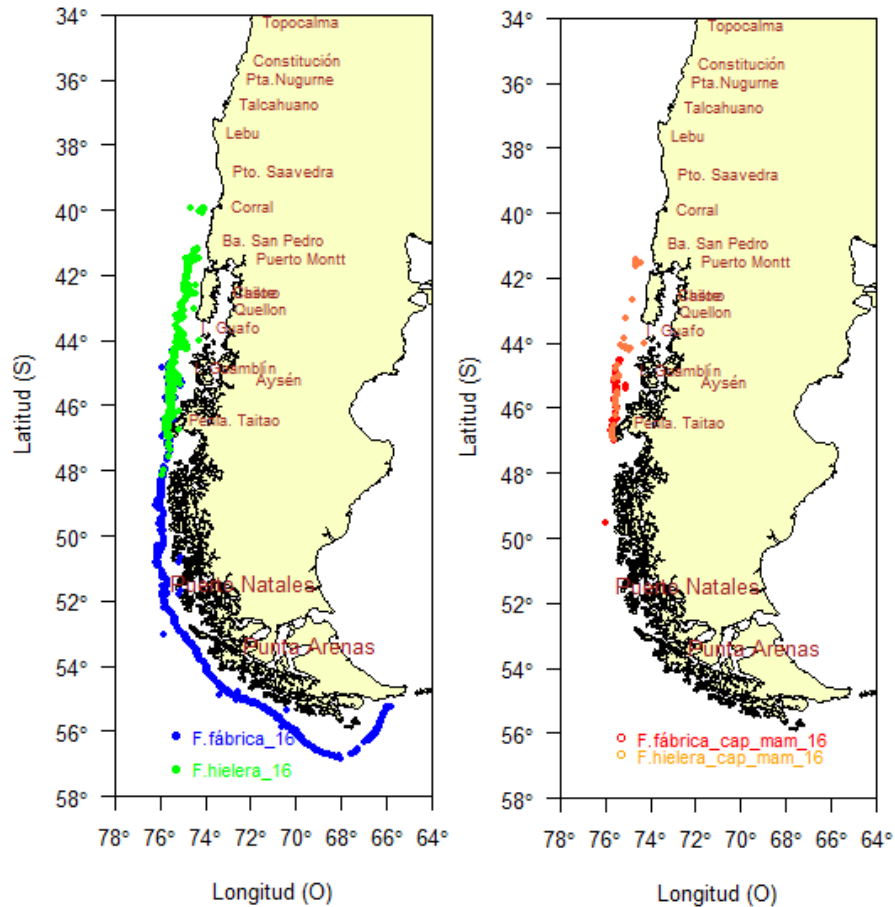 34°
36°
38°
40°
42°
44°
46°
48°
50°
52°
54°
56°
58°
Latitud (S)
Topocalma
Constitución
Pta.Nugurne
Talcahuano
Lebu
Pto. Saavedra
Corral
Ba. San Pedro
Puerto Montt
Quellon
Guafo
Guamblín
Aysén
Penla. Taitao
Puerto Natales
Punta Arenas
F.fábrica_16
F.hielera_16
78° 76° 74° 72° 70° 68° 66° 64°
Longitud (O)
34°
36°
38°
40°
42°
44°
46°
48°
50°
52°
54°
56°
58°
Latitud (S)
Topocalma
Constitución
Pta.Nugurne
Talcahuano
Lebu
Pto. Saavedra
Corral
Ba. San Pedro
Puerto Montt
Quellon
Guafo
Guamblín
Aysén
Penla. Taitao
Puerto Natales
Punta Arenas
F.fábrica_cap_mam_16
F.hielera_cap_mam_16
78° 76° 74° 72° 70° 68° 66° 64°
Longitud (O)